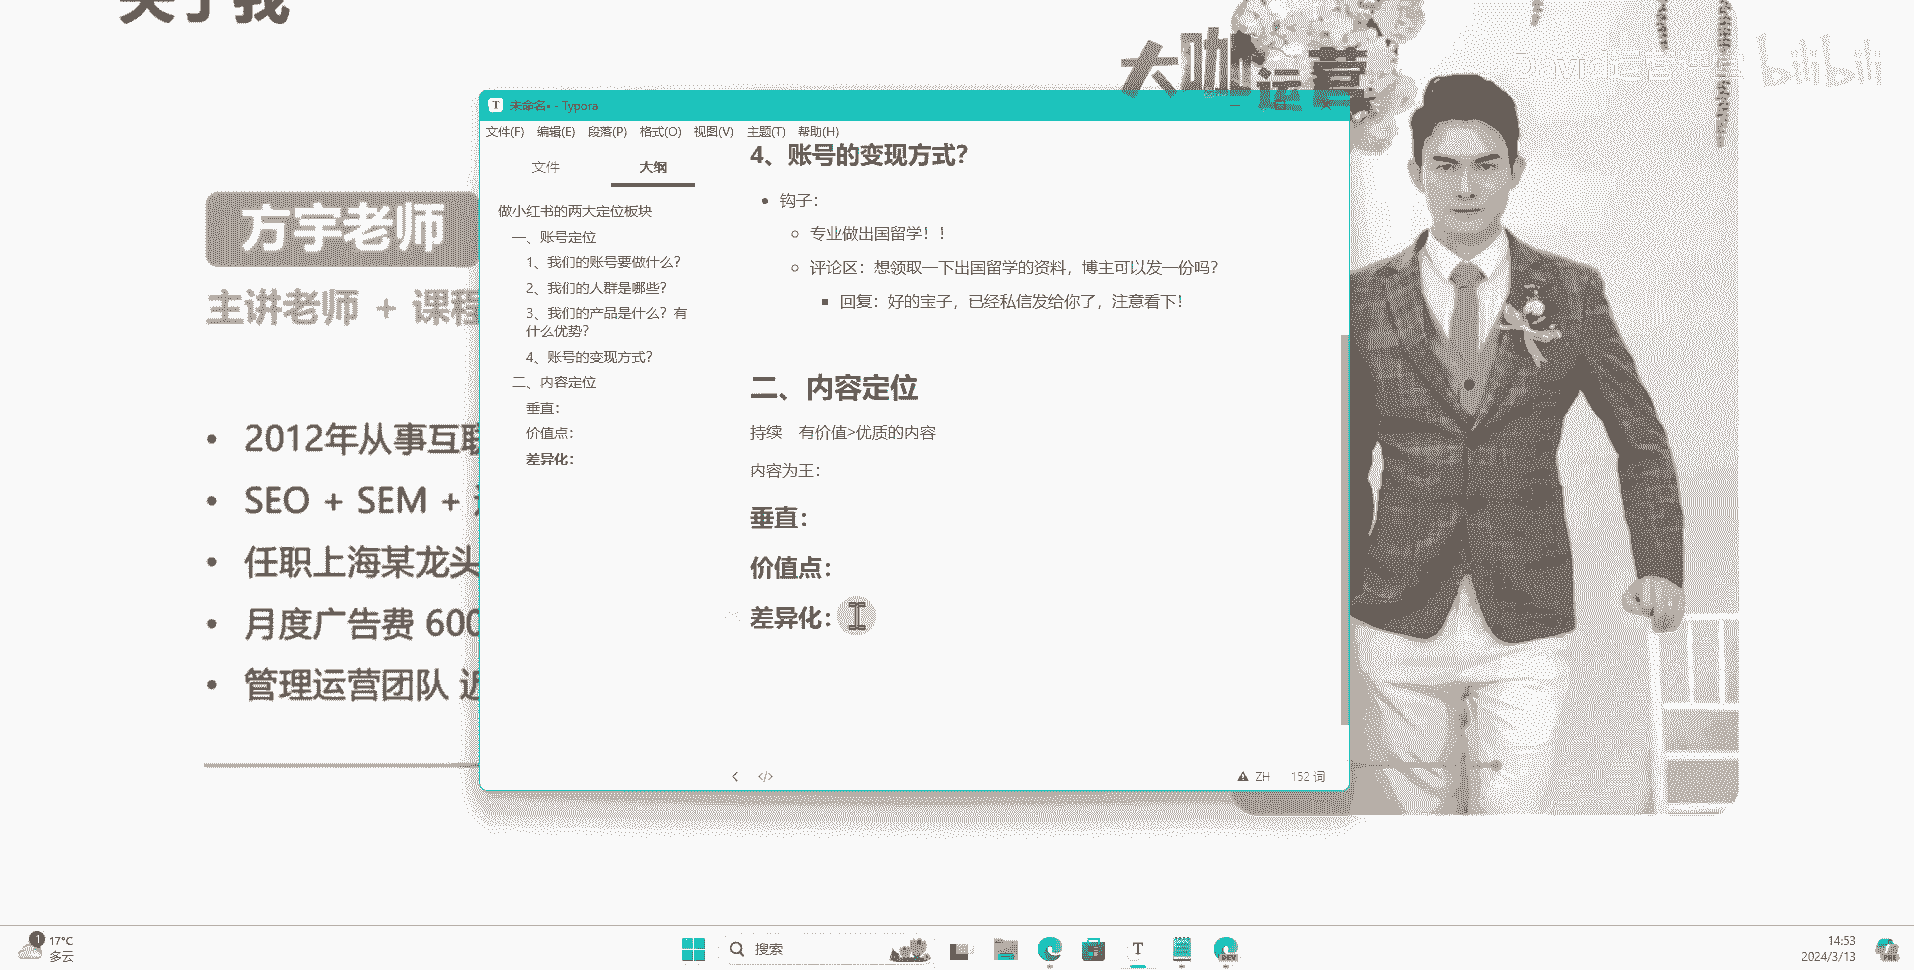 关于我
大咖运营
bilibili
方宇老师
主讲老师 + 课程
2012年从事互联
SEO + SEM +
任职上海某龙头
月度广告费 600
管理运营团队 近
未命名• - Typora
文件(F) 编辑(E) 段落(P) 格式(O) 视图(V) 主题(T) 帮助(H)
文件 大纲
做小红书的两大定位板块
一、账号定位
1、我们的账号要做什么？
2、我们的人群是哪些？
3、我们的产品是什么？有
什么优势？
4、账号的变现方式？
二、内容定位
垂直：
价值点：
差异化：
4、账号的变现方式？
钩子：
专业做出国留学！！
评论区：想领取一下出国留学的资料，博主可以发一份吗？
回复：好的宝子，已经私信发给你了，注意看下！
二、内容定位
持续 有价值>优质的内容
内容为王：
垂直：
价值点：
差异化：
ZH 152 词
1
17°C
多云
搜索
14:53
2024/3/13